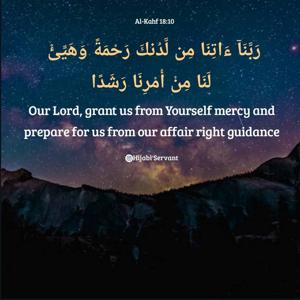 Al-Kahf 18:10
رَبَّنَآ ءَاتِنَا مِن لَّدُنكَ رَحْمَةً وَهَيِّئْ
لَنَا مِنْ أَمْرِنَا رَشَدًا
Our Lord, grant us from Yourself mercy and
prepare for us from our affair right guidance
@Hijabi'Servant